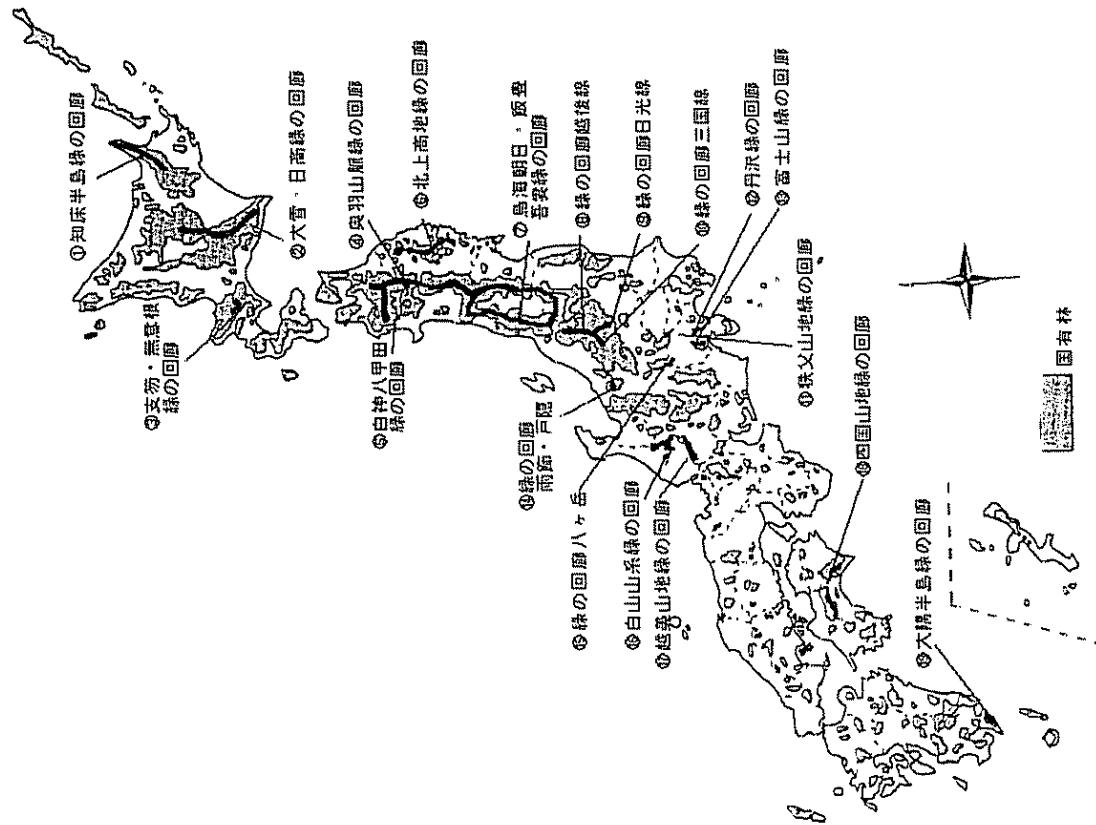 ①知床半島緑の回廊
②大雪・日高緑の回廊
③支笏・無意根
緑の回廊
④奥羽山脈緑の回廊
⑤白神八甲田
緑の回廊
⑥北上高地緑の回廊
⑦鳥海朝日・飯豊
吾妻緑の回廊
⑧緑の回廊越後線
⑨緑の回廊日光線
⑩緑の回廊三国線
⑪秩父山地緑の回廊
⑫丹沢緑の回廊
⑬富士山緑の回廊
⑭緑の回廊
雨飾・戸隠
⑮緑の回廊八ヶ岳
⑯白山山系緑の回廊
⑰越美山地緑の回廊
⑱四国山地緑の回廊
⑲大隅半島緑の回廊
国有林